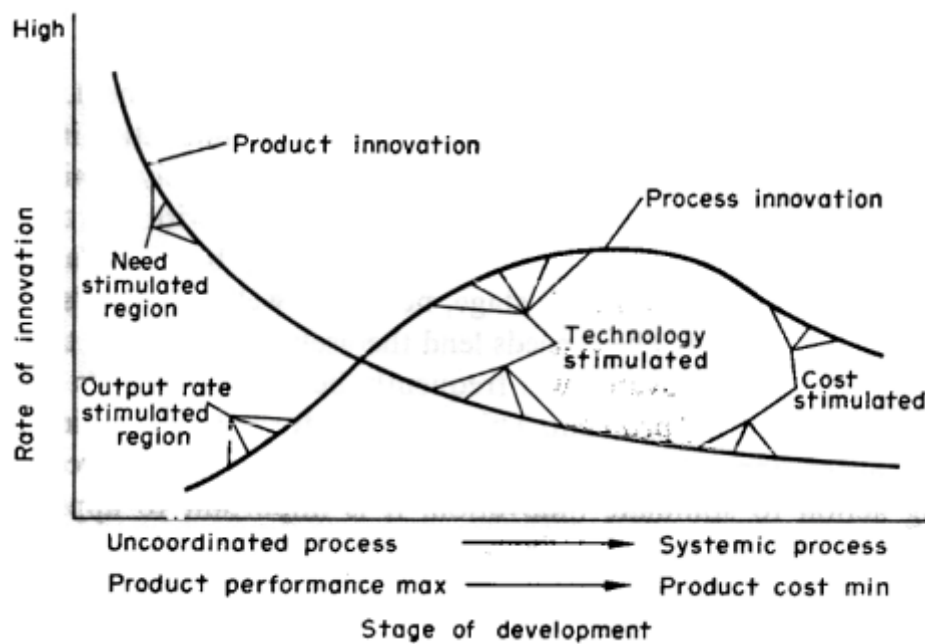 High
Product innovation
Process innovation
Need
stimulated
region
Technology
stimulated
Output rate
stimulated
region
Cost
stimulated
Rate of innovation
Uncoordinated process
Systemic process
Product performance max
Product cost min
Stage of development